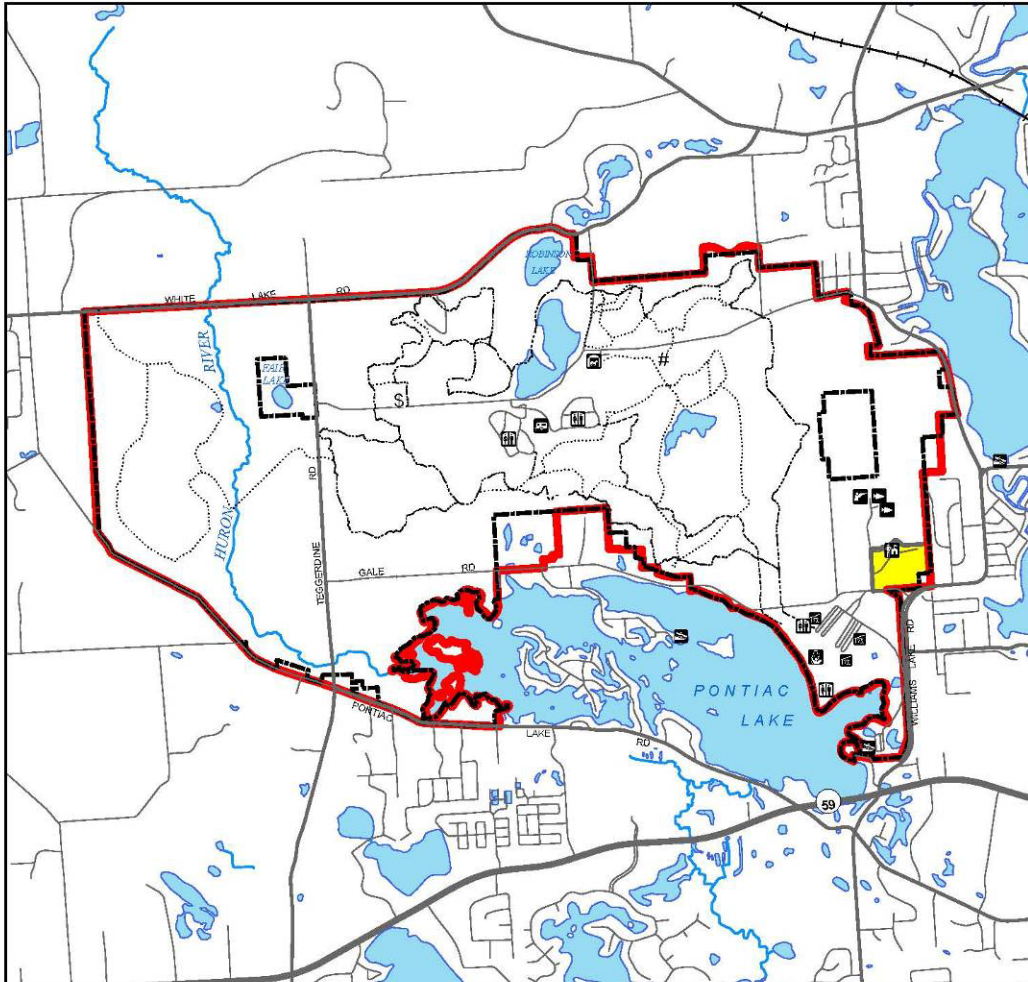 ROBINSON
LAKE
WHITE LAKE RD
RIVER
FAIR
LAKE
#
$
RD
HURON
GALE RD
TEGGERDINE
PONTIAC
LAKE
WILLIAMS LAKE RD
PONTIAC LAKE RD
59